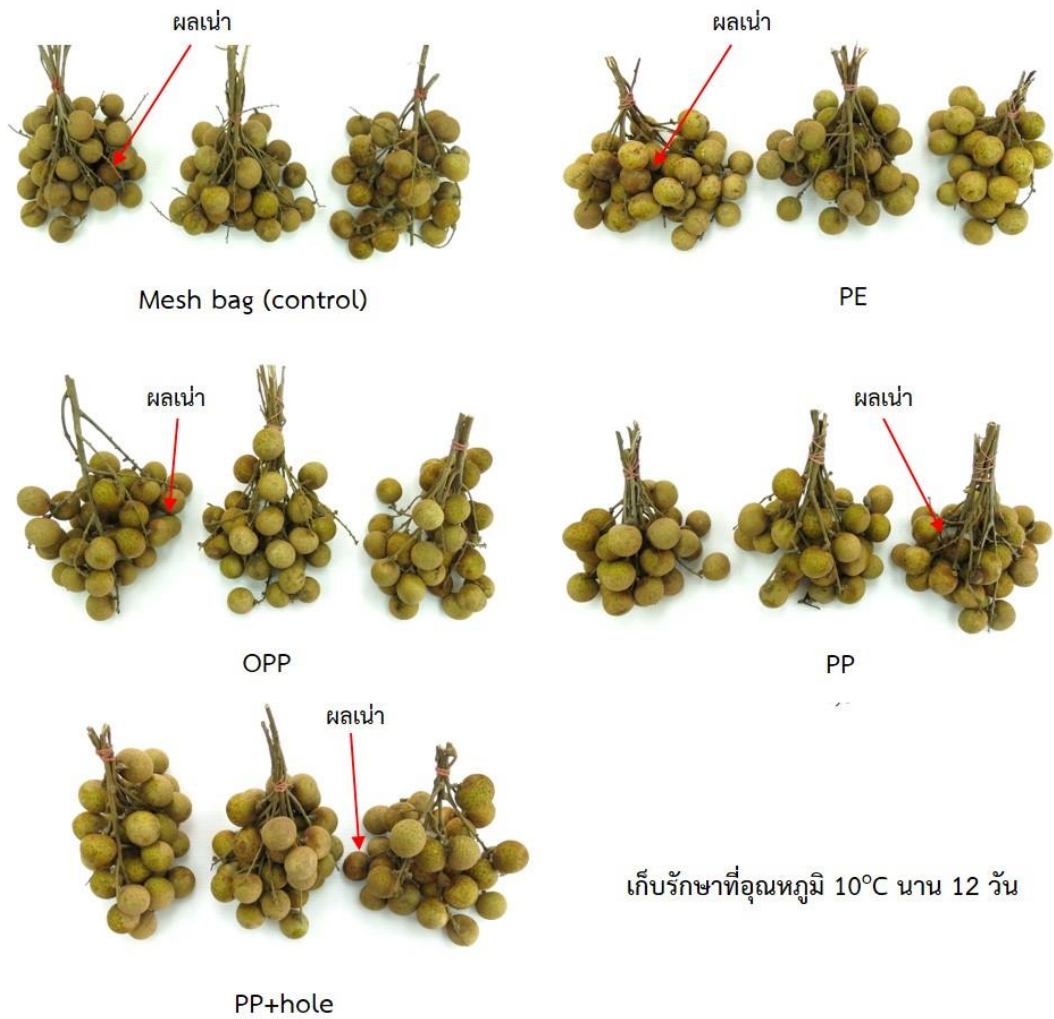 ผลเน่า
ผลเน่า
Mesh bag (control)
PE
ผลเน่า
ผลเน่า
OPP
PP
ผลเน่า
เก็บรักษาที่อุณหภูมิ 10°C นาน 12 วัน
PP+hole